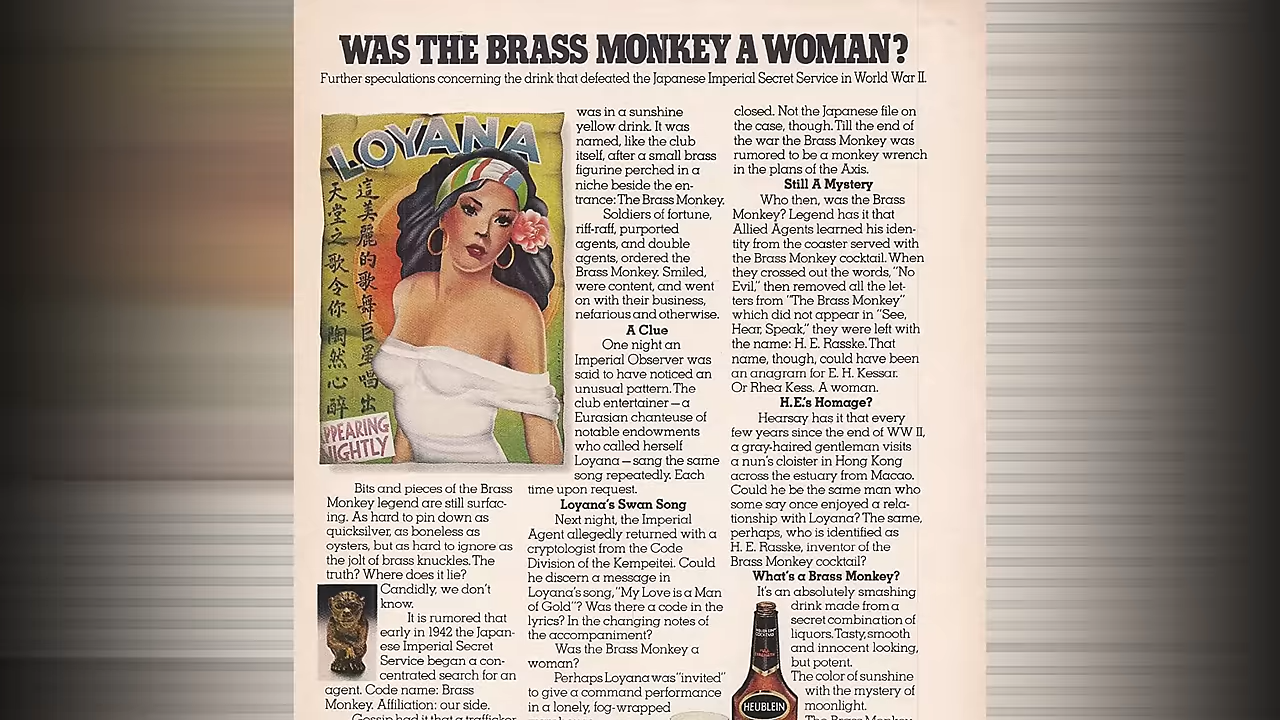 WAS THE BRASS MONKEY A WOMAN?
Further speculations concerning the drink that defeated the Japanese Imperial Secret Service in World War II.
LOYANA
這美麗的歌舞巨星唱出
天堂之歌令你陶然心醉
PPEARING
NIGHTLY
Bits and pieces of the Brass
Monkey legend are still surfac-
ing. As hard to pin down as
quicksilver, as boneless as
oysters, but as hard to ignore as
the jolt of brass knuckles. The
truth? Where does it lie?
Candidly, we don't
know.
It is rumored that
early in 1942 the Japan-
ese Imperial Secret
Service began a con-
centrated search for an
agent. Code name: Brass
Monkey. Affiliation: our side.
Gossip had it that a trafficker
was in a sunshine
yellow drink. It was
named, like the club
itself, after a small brass
figurine perched in a
niche beside the en-
trance: The Brass Monkey.
Soldiers of fortune,
riff-raff, purported
agents, and double
agents, ordered the
Brass Monkey. Smiled,
were content, and went
on with their business,
nefarious and otherwise.
A Clue
One night an
Imperial Observer was
said to have noticed an
unusual pattern. The
club entertainer—a
Eurasian chanteuse of
notable endowments
who called herself
Loyana—sang the same
song repeatedly. Each
time upon request.
Loyana's Swan Song
Next night, the Imperial
Agent allegedly returned with a
cryptologist from the Code
Division of the Kempeitei. Could
he discern a message in
Loyana's song, "My Love is a Man
of Gold"? Was there a code in the
lyrics? In the changing notes of
the accompaniment?
Was the Brass Monkey a
woman?
Perhaps Loyana was "invited"
to give a command performance
in a lonely, fog-wrapped
closed. Not the Japanese file on
the case, though. Till the end of
the war the Brass Monkey was
rumored to be a monkey wrench
in the plans of the Axis.
Still A Mystery
Who then, was the Brass
Monkey? Legend has it that
Allied Agents learned his iden-
tity from the coaster served with
the Brass Monkey cocktail. When
they crossed out the words, "No
Evil," then removed all the let-
ters from "The Brass Monkey"
which did not appear in "See,
Hear, Speak," they were left with
the name: H. E. Rasske. That
name, though, could have been
an anagram for E. H. Kessar.
Or Rhea Kess. A woman.
H.E.'s Homage?
Hearsay has it that every
few years since the end of WW II,
a gray-haired gentleman visits
a nun's cloister in Hong Kong
across the estuary from Macao.
Could he be the same man who
some say once enjoyed a rela-
tionship with Loyana? The same,
perhaps, who is identified as
H. E. Rasske, inventor of the
Brass Monkey cocktail?
What's a Brass Monkey?
It's an absolutely smashing
drink made from a
secret combination of
liquors. Tasty, smooth
and innocent looking,
but potent.
The color of sunshine
with the mystery of
moonlight.
The Brass Monkey
HEUBLEIN